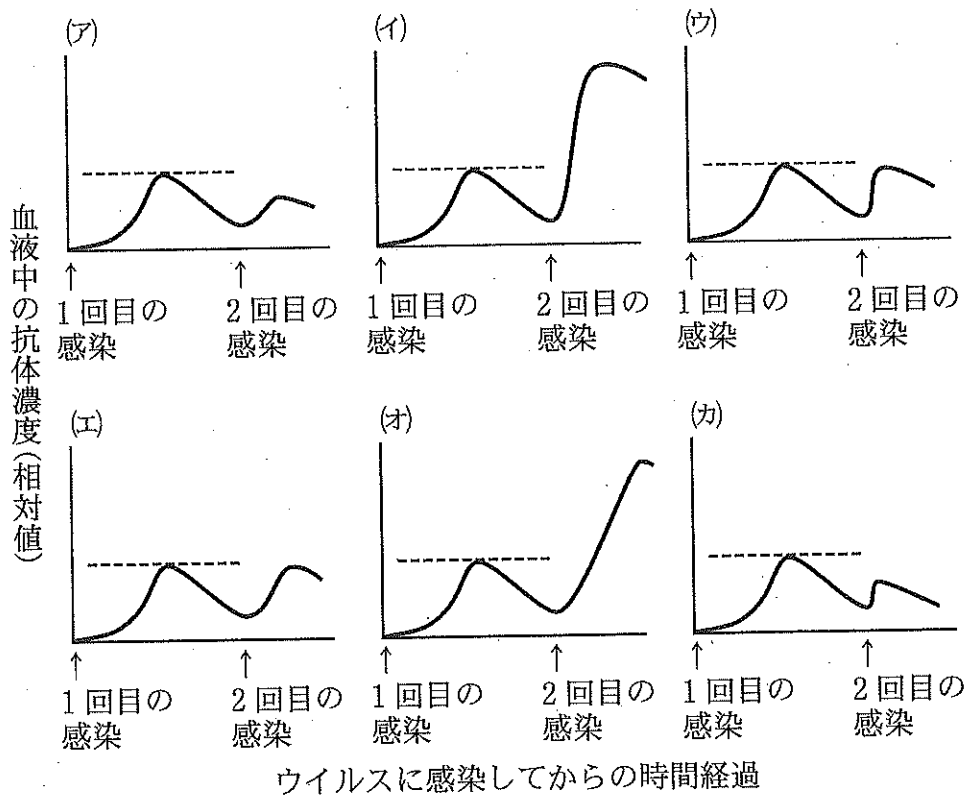 (ア)
(イ)
(ウ)
血液中の抗体濃度(相対値)
↑
1回目の
感染
↑
2回目の
感染
↑
1回目の
感染
↑
2回目の
感染
↑
1回目の
感染
↑
2回目の
感染
(エ)
(オ)
(カ)
↑
1回目の
感染
↑
2回目の
感染
↑
1回目の
感染
↑
2回目の
感染
↑
1回目の
感染
↑
2回目の
感染
ウイルスに感染してからの時間経過